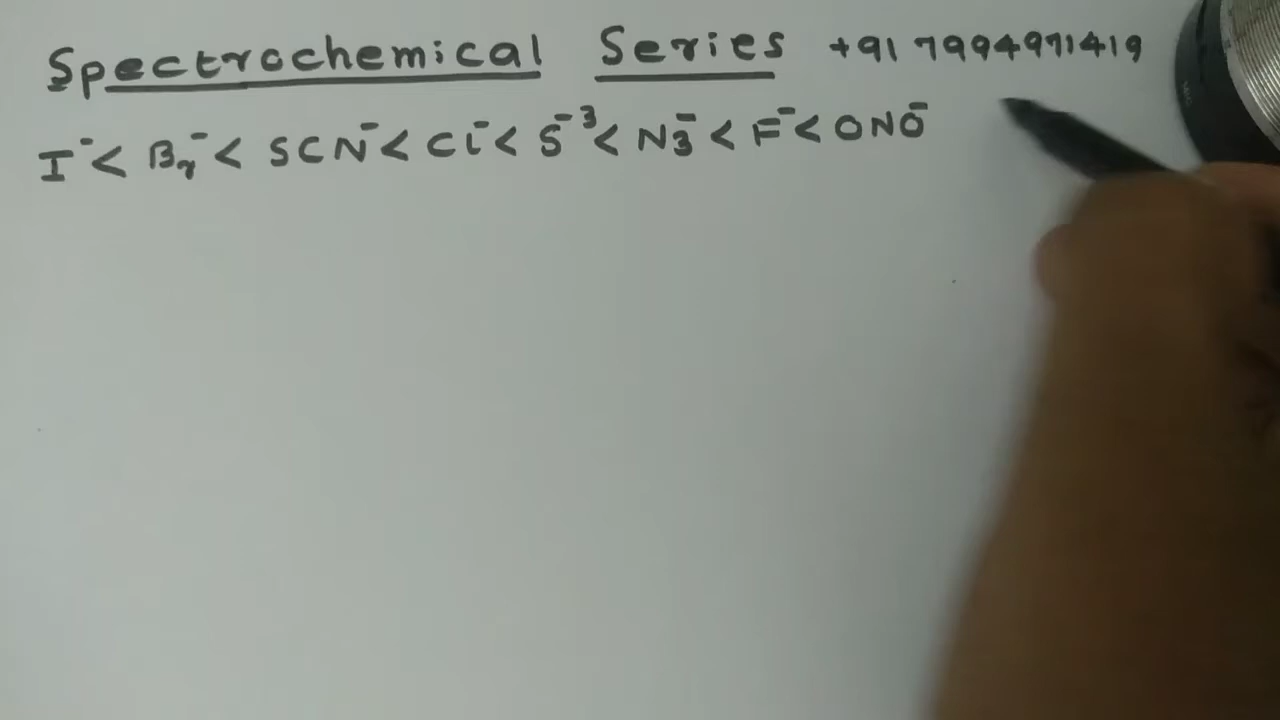 Spectrochemical Series +91 7994971419
I⁻ < Br⁻ < SCN⁻ < Cl⁻ < S⁻³ < N₃⁻ < F⁻ < ONO⁻